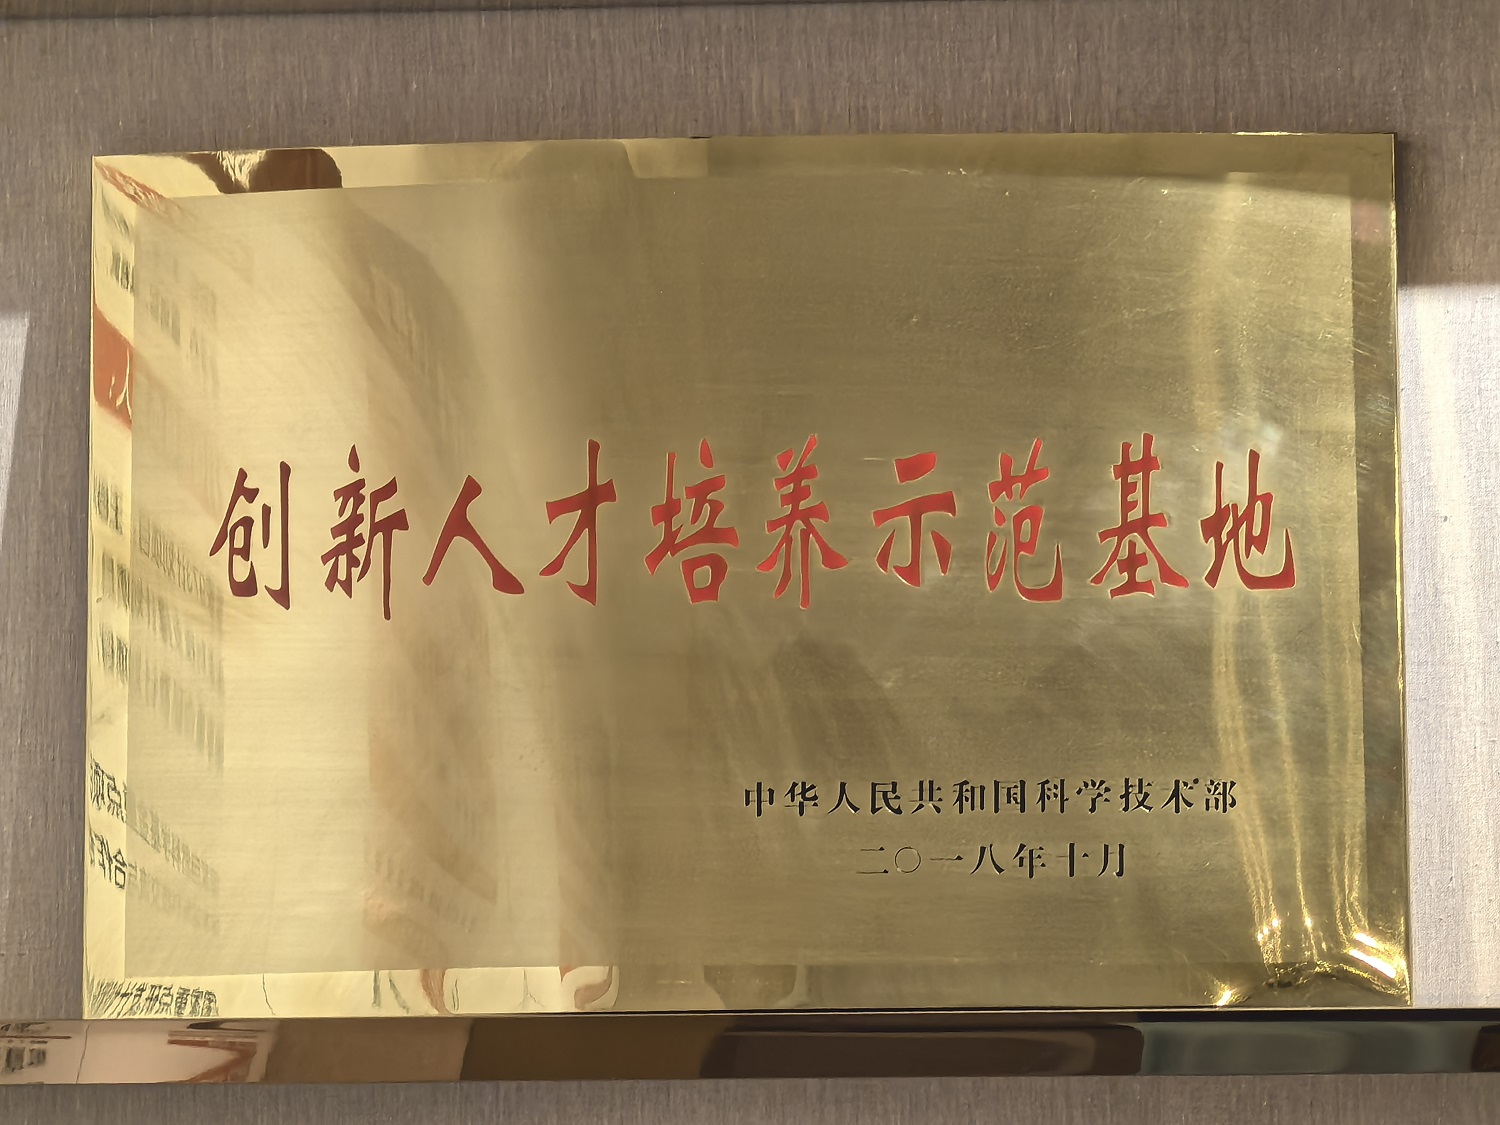 创新人才培养示范基地
中华人民共和国科学技术部
二〇一八年十月